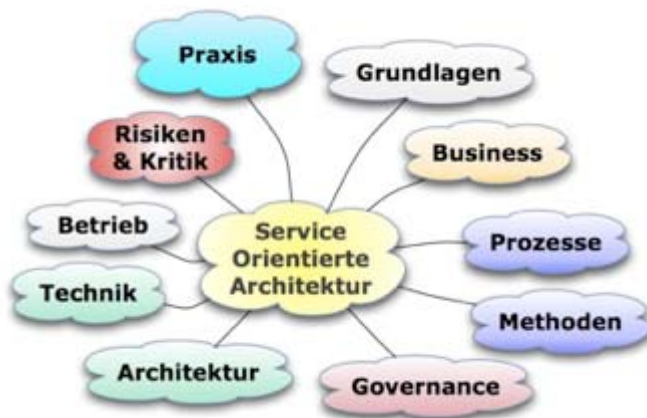 Praxis
Grundlagen
Risiken
& Kritik
Business
Betrieb
Service
Orientierte
Architektur
Prozesse
Technik
Methoden
Architektur
Governance